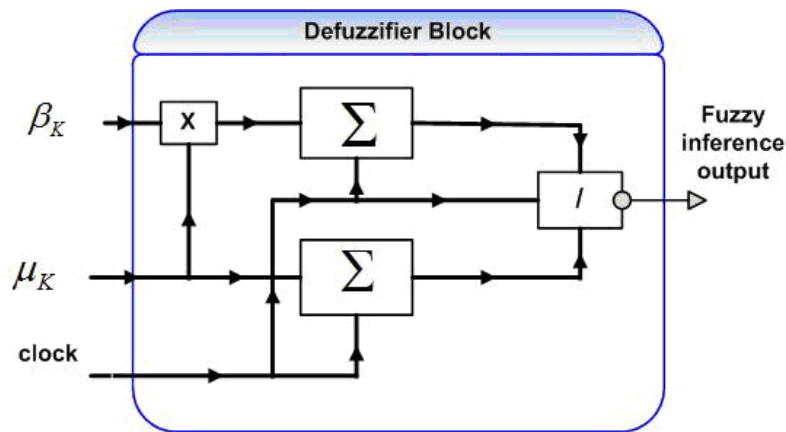 Defuzzifier Block
β_K
X
Σ
Fuzzy
inference
output
/
μ_K
Σ
clock